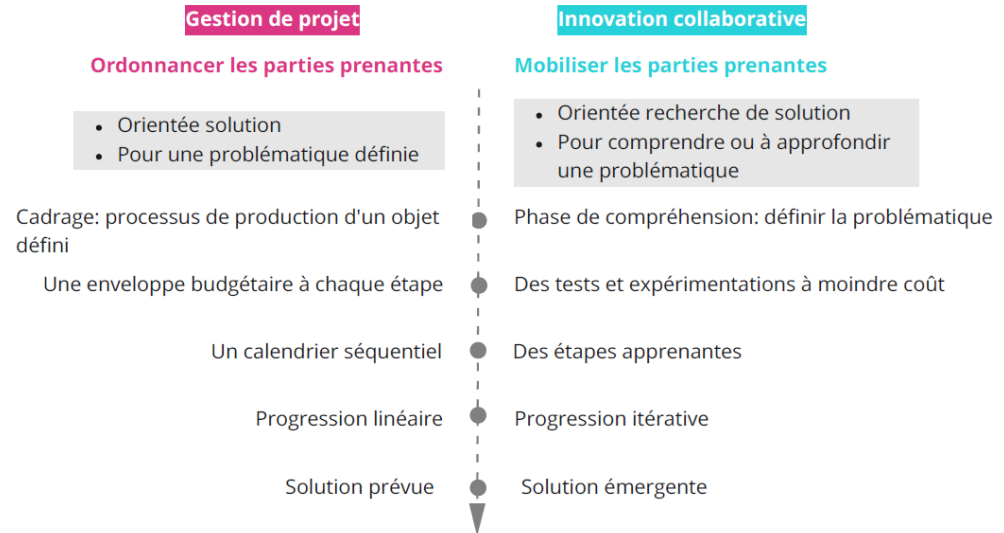 Gestion de projet
Innovation collaborative
Ordonnancer les parties prenantes
Mobiliser les parties prenantes
• Orientée solution
• Pour une problématique définie
• Orientée recherche de solution
• Pour comprendre ou à approfondir
une problématique
Cadrage: processus de production d'un objet
défini
Phase de compréhension: définir la problématique
Une enveloppe budgétaire à chaque étape
Des tests et expérimentations à moindre coût
Un calendrier séquentiel
Des étapes apprenantes
Progression linéaire
Progression itérative
Solution prévue
Solution émergente